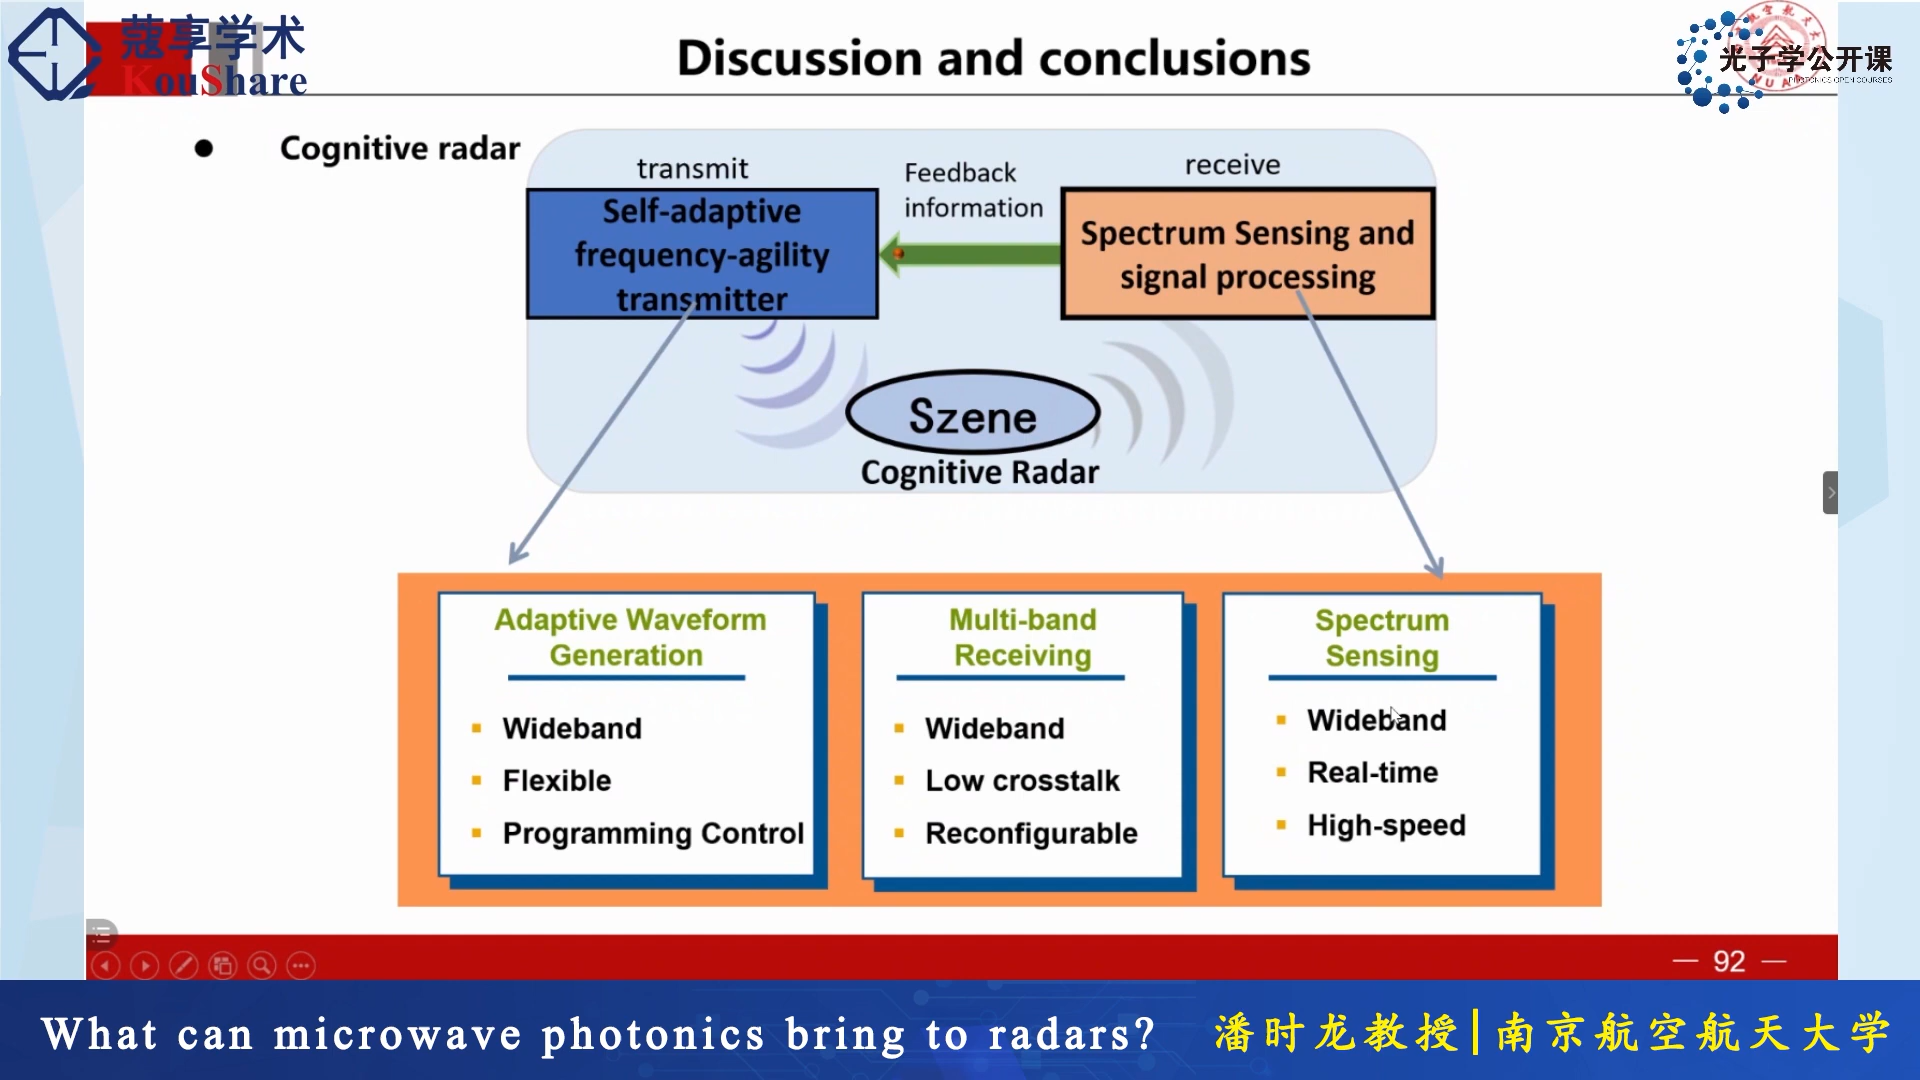 蔻享学术
KouShare
Discussion and conclusions
光子学公开课
PHOTONICS OPEN COURSES
Cognitive radar
transmit
Feedback
information
receive
Self-adaptive
frequency-agility
transmitter
Spectrum Sensing and
signal processing
Szene
Cognitive Radar
Adaptive Waveform
Generation
Wideband
Flexible
Programming Control
Multi-band
Receiving
Wideband
Low crosstalk
Reconfigurable
Spectrum
Sensing
Wideband
Real-time
High-speed
— 92 —
What can microwave photonics bring to radars?
潘时龙教授|南京航空航天大学